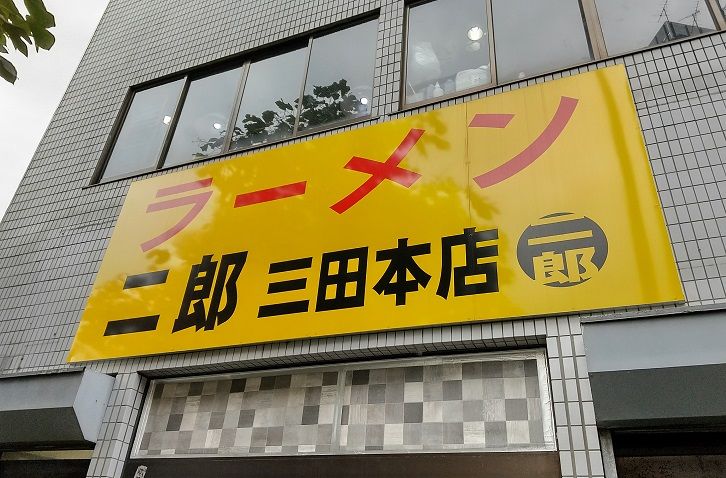 ラーメン
二郎 三田本店
二郎